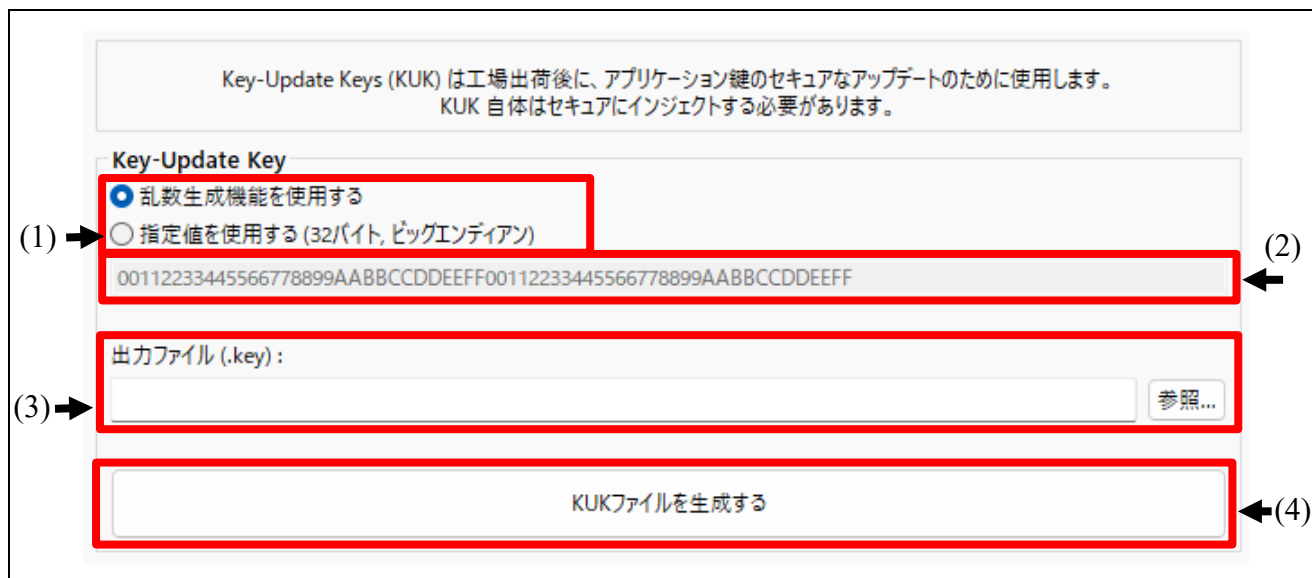 Key-Update Keys (KUK) は工場出荷後に、アプリケーション鍵のセキュアなアップデートのために使用します。
KUK 自体はセキュアにインジェクトする必要があります。
Key-Update Key
乱数生成機能を使用する
(1)
指定値を使用する (32バイト, ビッグエンディアン)
(2)
00112233445566778899AABBCCDDEEFF00112233445566778899AABBCCDDEEFF
出力ファイル (.key) :
(3)
参照...
KUKファイルを生成する
(4)